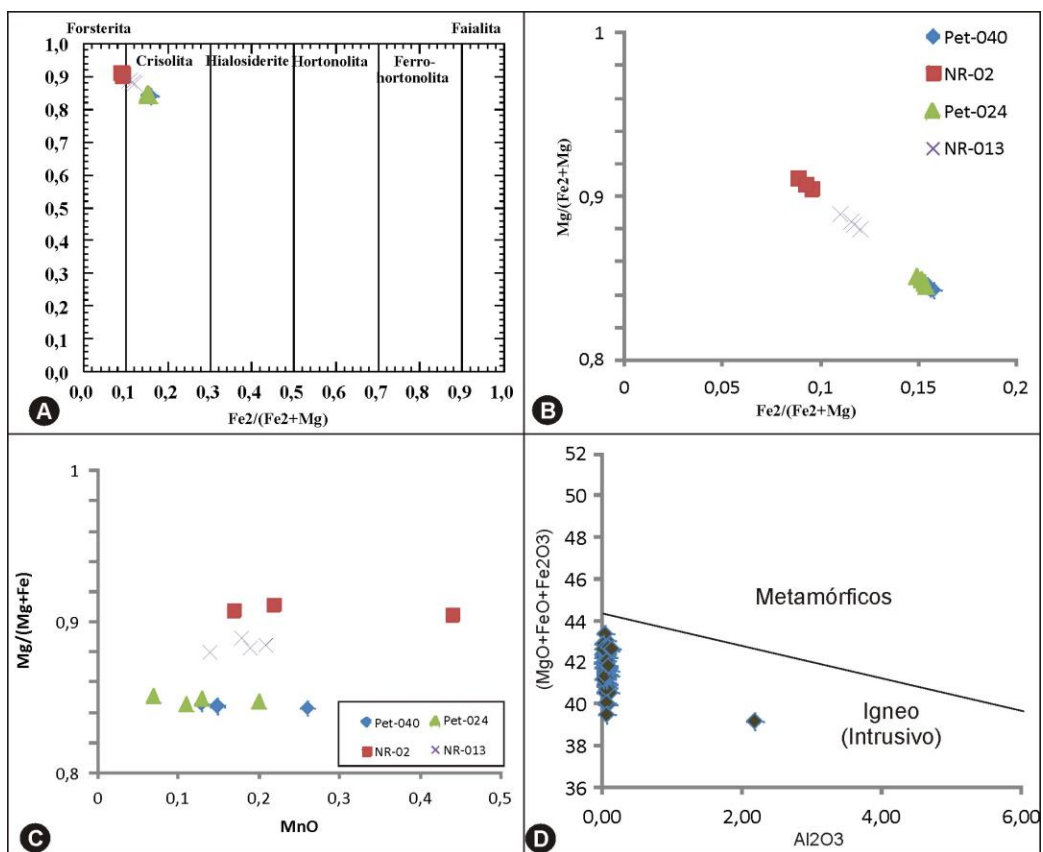 Forsterita
Faialita
1,0
0,9
0,8
0,7
0,6
0,5
0,4
0,3
0,2
0,1
0,0
Crisolita
Hialosiderite
Hortonolita
Ferro-
hortonolita
0,0 0,1 0,2 0,3 0,4 0,5 0,6 0,7 0,8 0,9 1,0
Fe2/(Fe2+Mg)
A
Mg/(Fe2+Mg)
1
0,9
0,8
0 0,05 0,1 0,15 0,2
Fe2/(Fe2+Mg)
Pet-040
NR-02
Pet-024
NR-013
B
Mg/(Mg+Fe)
1
0,9
0,8
0 0,1 0,2 0,3 0,4 0,5
MnO
Pet-040 Pet-024
NR-02 NR-013
C
(MgO+FeO+Fe2O3)
52
50
48
46
44
42
40
38
36
Metamórficos
Igneo
(Intrusivo)
0,00 2,00 4,00 6,00
Al2O3
D